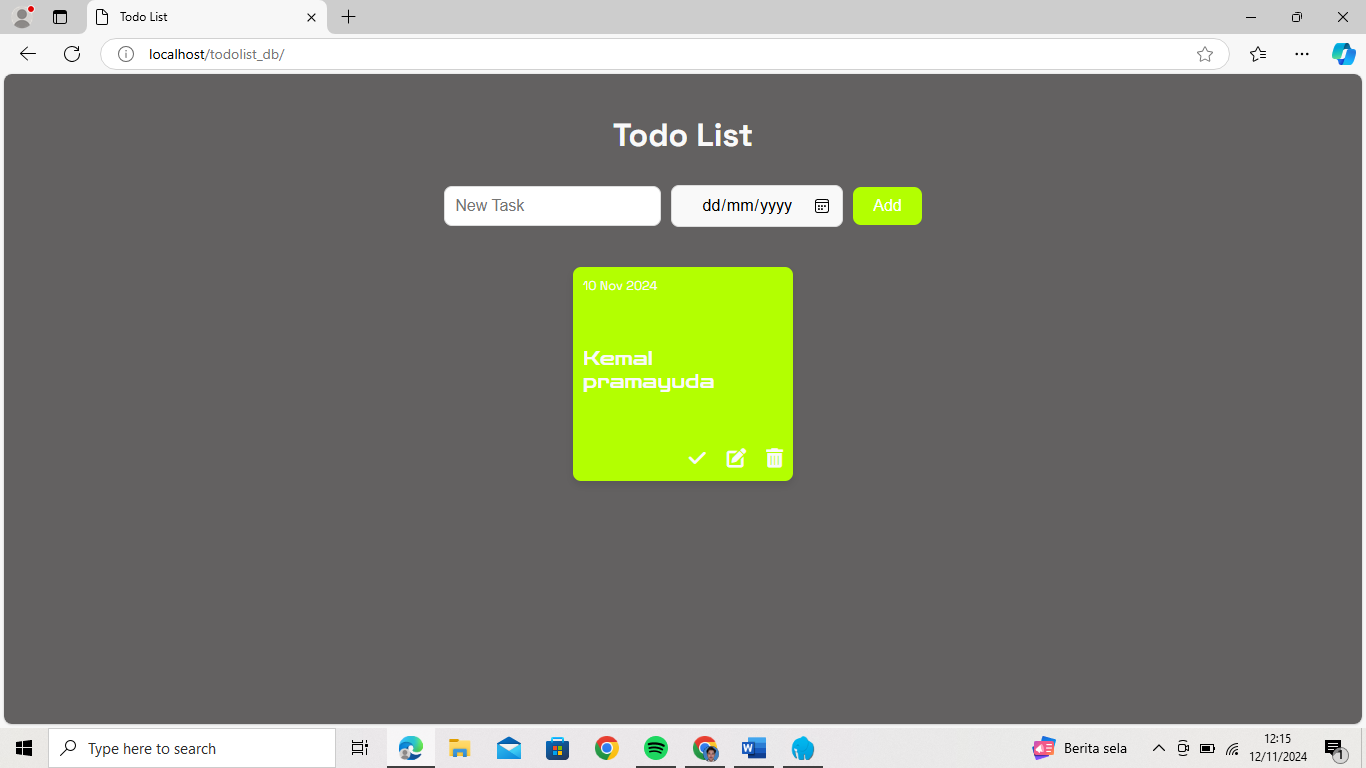 Todo List
localhost/todolist_db/
Todo List
New Task
dd/mm/yyyy
Add
10 Nov 2024
Kemal
pramayuda
Type here to search
Berita sela
12:15
12/11/2024
1